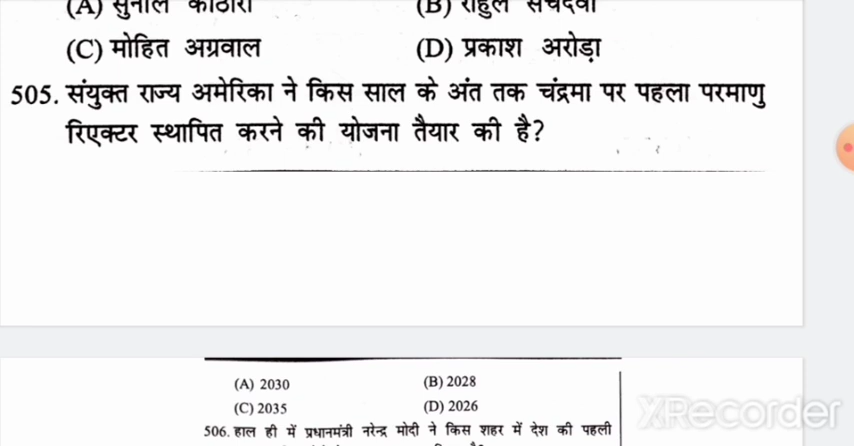 (A) सुनील कोठारी (B) राहुल सचदेवा
(C) मोहित अग्रवाल (D) प्रकाश अरोड़ा
505. संयुक्त राज्य अमेरिका ने किस साल के अंत तक चंद्रमा पर पहला परमाणु
रिएक्टर स्थापित करने की योजना तैयार की है?
(A) 2030 (B) 2028
(C) 2035 (D) 2026
506. हाल ही में प्रधानमंत्री नरेन्द्र मोदी ने किस शहर में देश की पहली
XRecorder